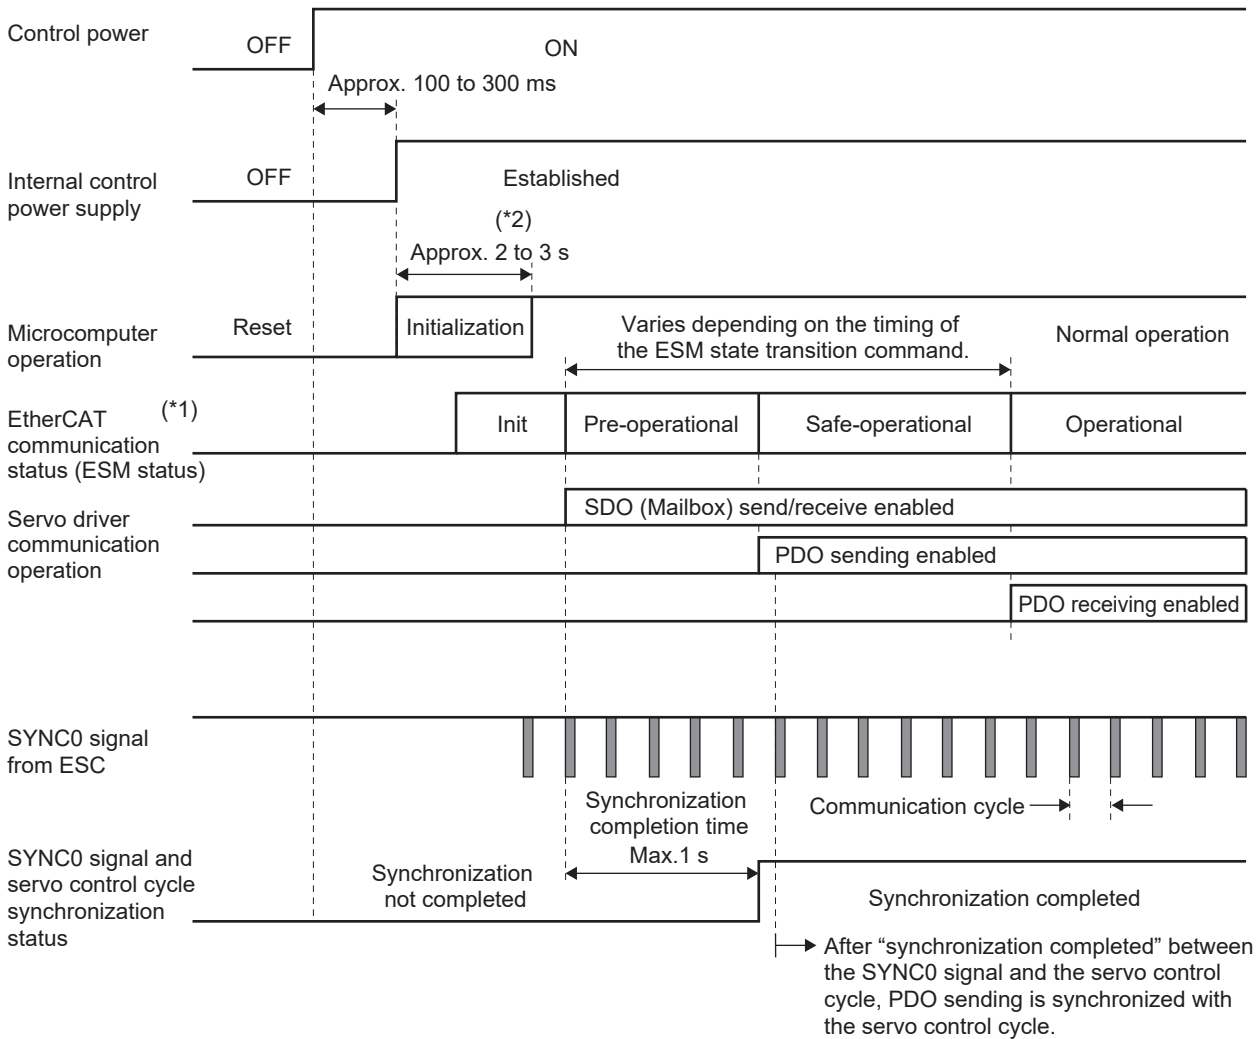 Control power
OFF
ON
Approx. 100 to 300 ms
Internal control
power supply
OFF
Established
(*2)
Approx. 2 to 3 s
Microcomputer
operation
Reset
Initialization
Varies depending on the timing of
the ESM state transition command.
Normal operation
EtherCAT (*1)
communication
status (ESM status)
Init
Pre-operational
Safe-operational
Operational
Servo driver
communication
operation
SDO (Mailbox) send/receive enabled
PDO sending enabled
PDO receiving enabled
SYNC0 signal
from ESC
Synchronization
completion time
Max.1 s
Communication cycle
SYNC0 signal and
servo control cycle
synchronization
status
Synchronization
not completed
Synchronization completed
After “synchronization completed” between
the SYNC0 signal and the servo control
cycle, PDO sending is synchronized with
the servo control cycle.